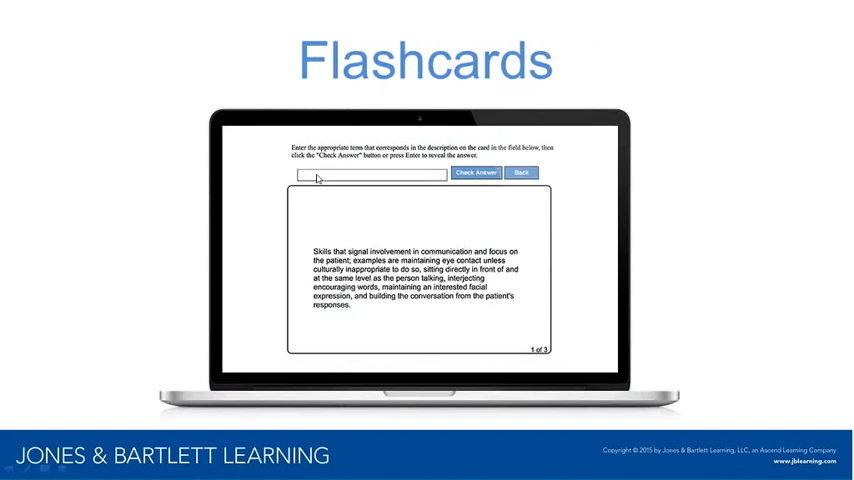 Flashcards
Enter the appropriate term that corresponds in the description on the card in the field below, then
click the "Check Answer" button or press Enter to reveal the answer.
Check Answer
Back
Skills that signal involvement in communication and focus on
the patient; examples are maintaining eye contact unless
culturally inappropriate to do so, sitting directly in front of and
at the same level as the person talking, interjecting
encouraging words, maintaining an interested facial
expression, and building the conversation from the patient's
responses.
1 of 3
JONES & BARTLETT LEARNING
Copyright © 2015 by Jones & Bartlett Learning, LLC, an Ascend Learning Company
www.jblearning.com